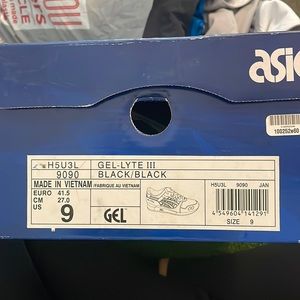 asic
H5U3L GEL-LYTE III
9090 BLACK/BLACK
MADE IN VIETNAM /FABRIQUE AU VIETNAM
EURO 41.5
CM 27.0
US 9
GEL
H5U3L 9090 JAN
4 549604 141291
SIZE 9
100252x60